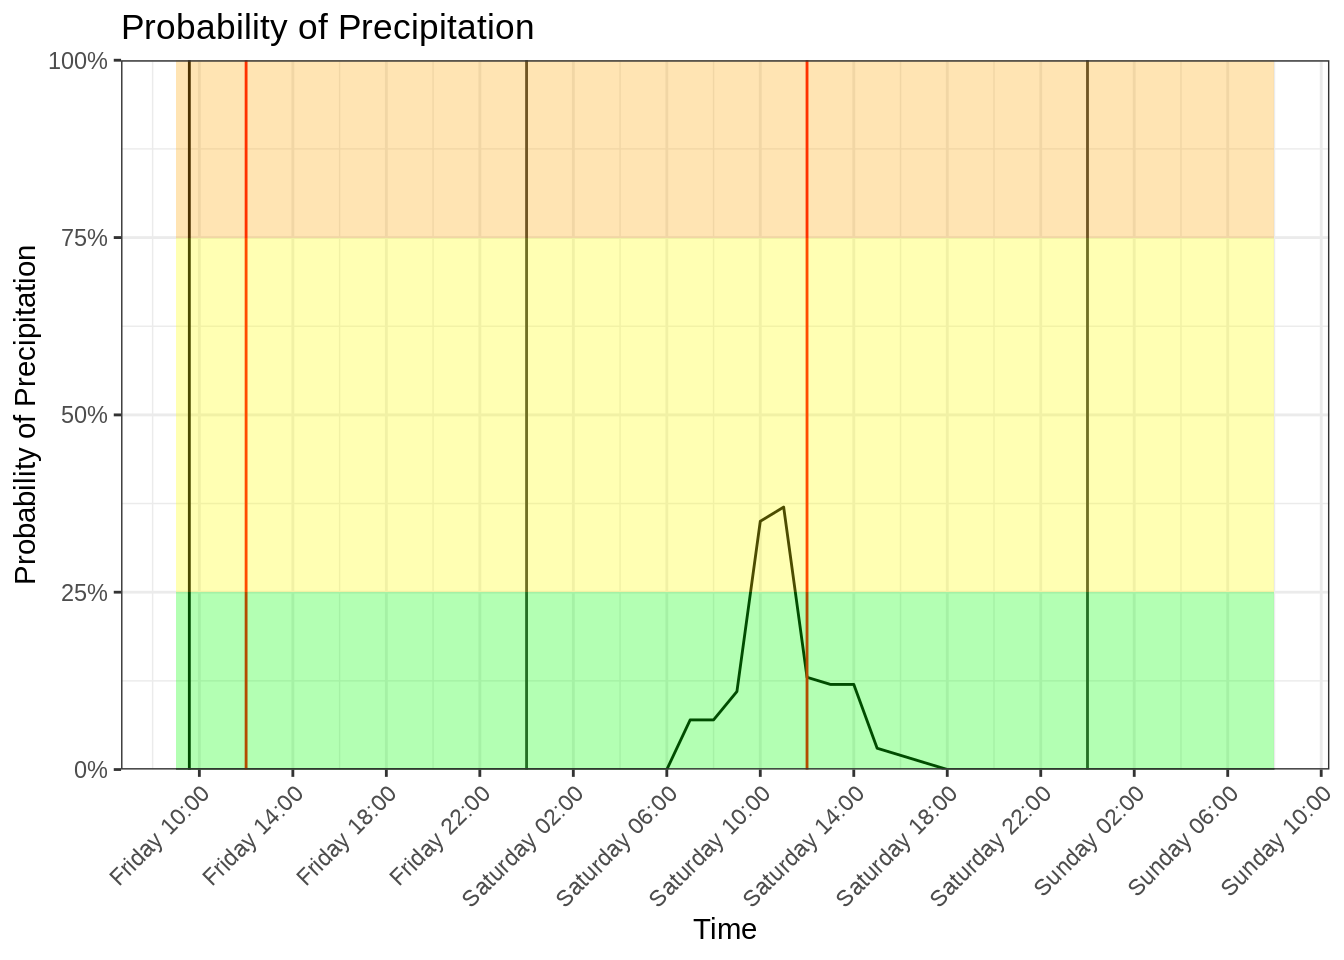 Probability of Precipitation
Probability of Precipitation
100%
75%
50%
25%
0%
Friday 10:00
Friday 14:00
Friday 18:00
Friday 22:00
Saturday 02:00
Saturday 06:00
Saturday 10:00
Saturday 14:00
Saturday 18:00
Saturday 22:00
Sunday 02:00
Sunday 06:00
Sunday 10:00
Time